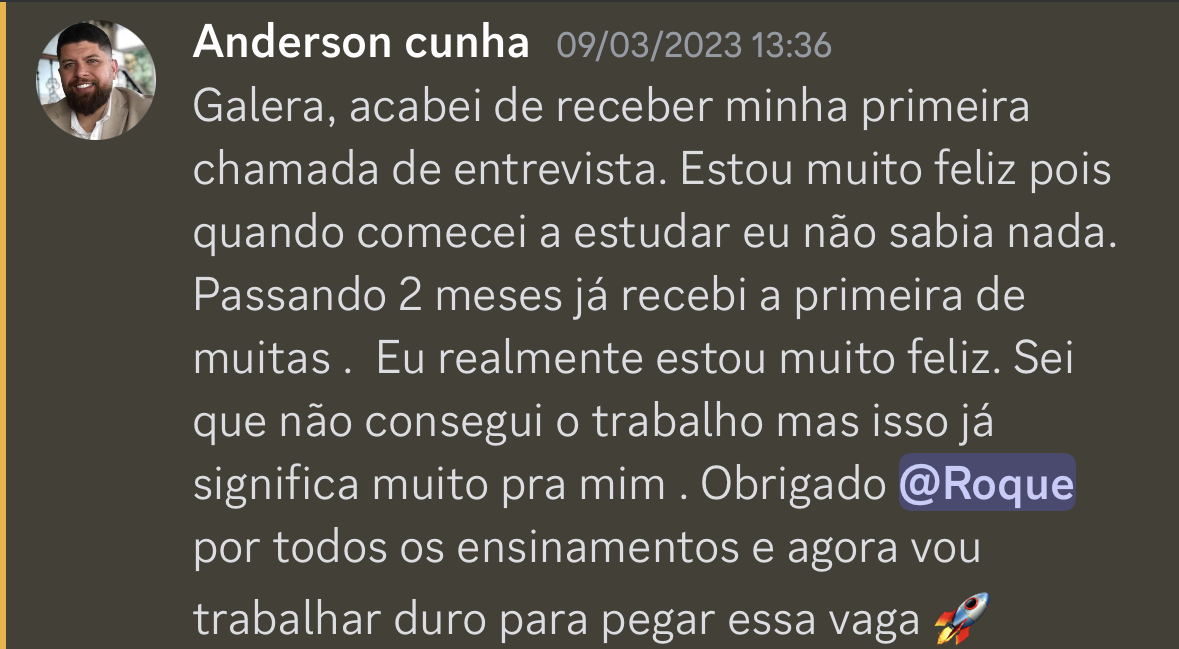 Anderson cunha 09/03/2023 13:36
Galera, acabei de receber minha primeira
chamada de entrevista. Estou muito feliz pois
quando comecei a estudar eu não sabia nada.
Passando 2 meses já recebi a primeira de
muitas .  Eu realmente estou muito feliz. Sei
que não consegui o trabalho mas isso já
significa muito pra mim . Obrigado @Roque
por todos os ensinamentos e agora vou
trabalhar duro para pegar essa vaga 🚀